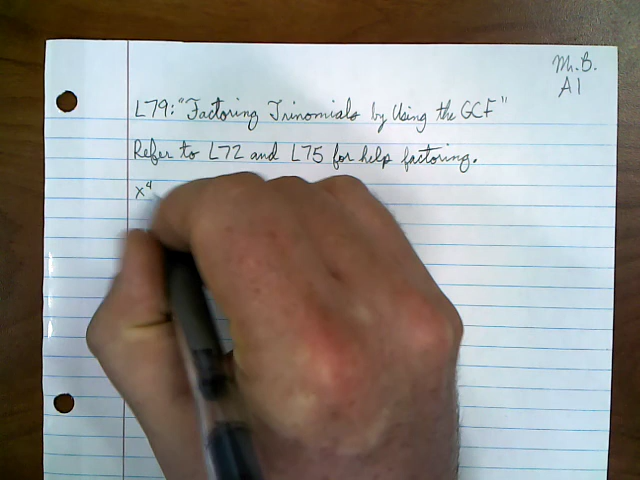 Mr. B.
A1
L79: "Factoring Trinomials by Using the GCF"
Refer to L72 and L75 for help factoring.
x⁴